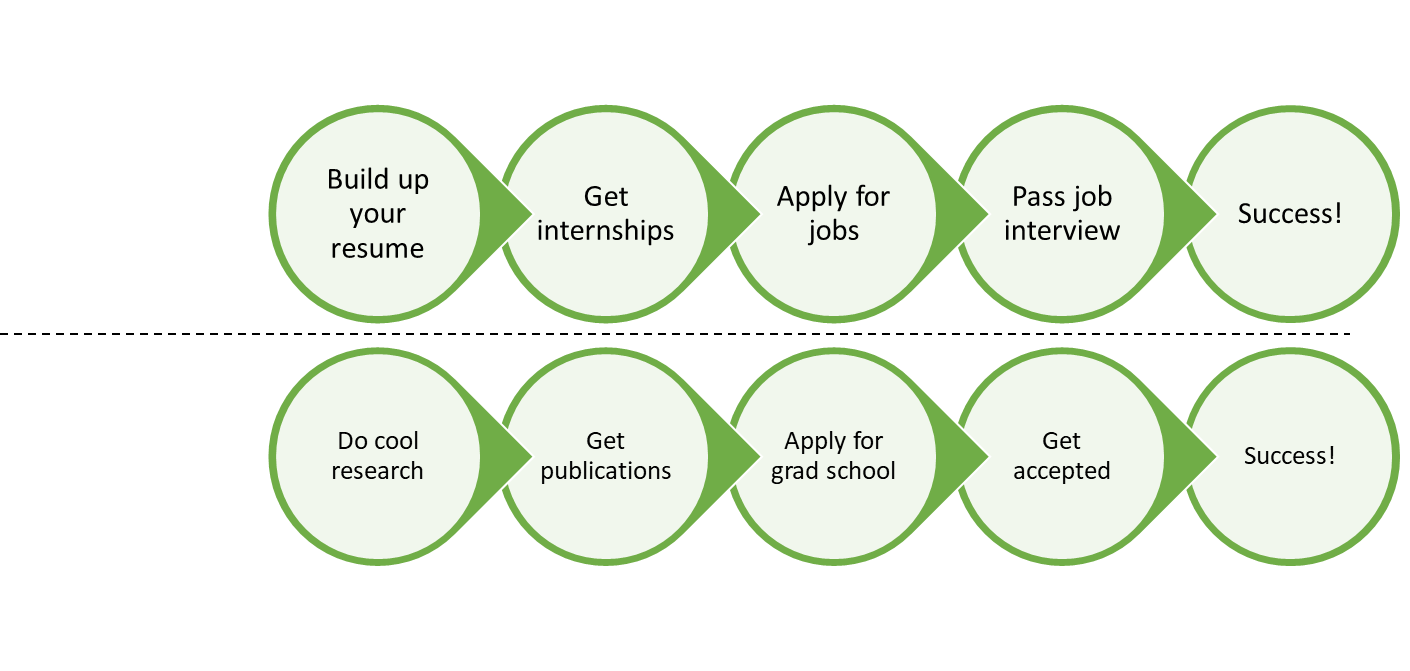 Build up
your
resume
Get
internships
Apply for
jobs
Pass job
interview
Success!
Do cool
research
Get
publications
Apply for
grad school
Get
accepted
Success!